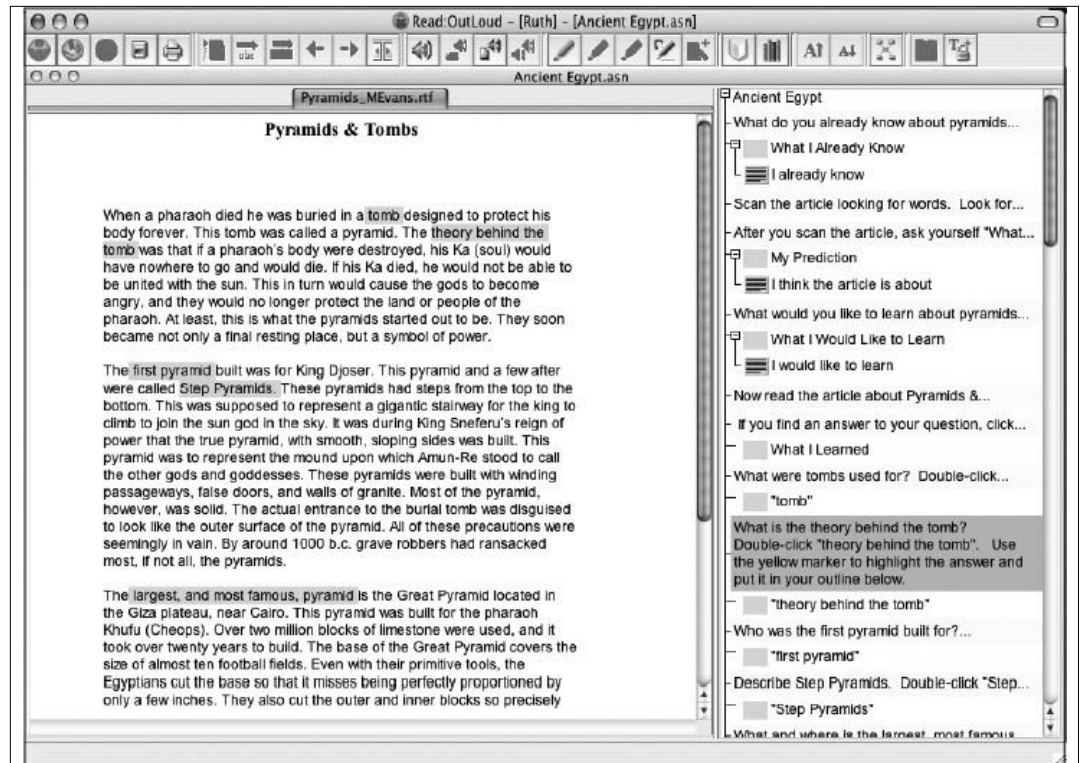 Read:OutLoud – [Ruth] - [Ancient Egypt.asn]
abc
A
A
T
Ancient Egypt.asn
Pyramids_MEvans.rtf
Pyramids & Tombs
When a pharaoh died he was buried in a tomb designed to protect his
body forever. This tomb was called a pyramid. The theory behind the
tomb was that if a pharaoh's body were destroyed, his Ka (soul) would
have nowhere to go and would die. If his Ka died, he would not be able to
be united with the sun. This in turn would cause the gods to become
angry, and they would no longer protect the land or people of the
pharaoh. At least, this is what the pyramids started out to be. They soon
became not only a final resting place, but a symbol of power.
The first pyramid built was for King Djoser. This pyramid and a few after
were called Step Pyramids. These pyramids had steps from the top to the
bottom. This was supposed to represent a gigantic stairway for the king to
climb to join the sun god in the sky. It was during King Sneferu's reign of
power that the true pyramid, with smooth, sloping sides was built. This
pyramid was to represent the mound upon which Amun-Re stood to call
the other gods and goddesses. These pyramids were built with winding
passageways, false doors, and walls of granite. Most of the pyramid,
however, was solid. The actual entrance to the burial tomb was disguised
to look like the outer surface of the pyramid. All of these precautions were
seemingly in vain. By around 1000 b.c. grave robbers had ransacked
most, if not all, the pyramids.
The largest, and most famous, pyramid is the Great Pyramid located in
the Giza plateau, near Cairo. This pyramid was built for the pharaoh
Khufu (Cheops). Over two million blocks of limestone were used, and it
took over twenty years to build. The base of the Great Pyramid covers the
size of almost ten football fields. Even with their primitive tools, the
Egyptians cut the base so that it misses being perfectly proportioned by
only a few inches. They also cut the outer and inner blocks so precisely
Ancient Egypt
What do you already know about pyramids...
What I Already Know
I already know
Scan the article looking for words. Look for...
After you scan the article, ask yourself "What...
My Prediction
I think the article is about
What would you like to learn about pyramids...
What I Would Like to Learn
I would like to learn
Now read the article about Pyramids &...
If you find an answer to your question, click...
What I Learned
What were tombs used for? Double-click...
"tomb"
What is the theory behind the tomb?
Double-click "theory behind the tomb". Use
the yellow marker to highlight the answer and
put it in your outline below.
"theory behind the tomb"
Who was the first pyramid built for?...
"first pyramid"
Describe Step Pyramids. Double-click "Step...
"Step Pyramids"
What and where is the largest, most famous